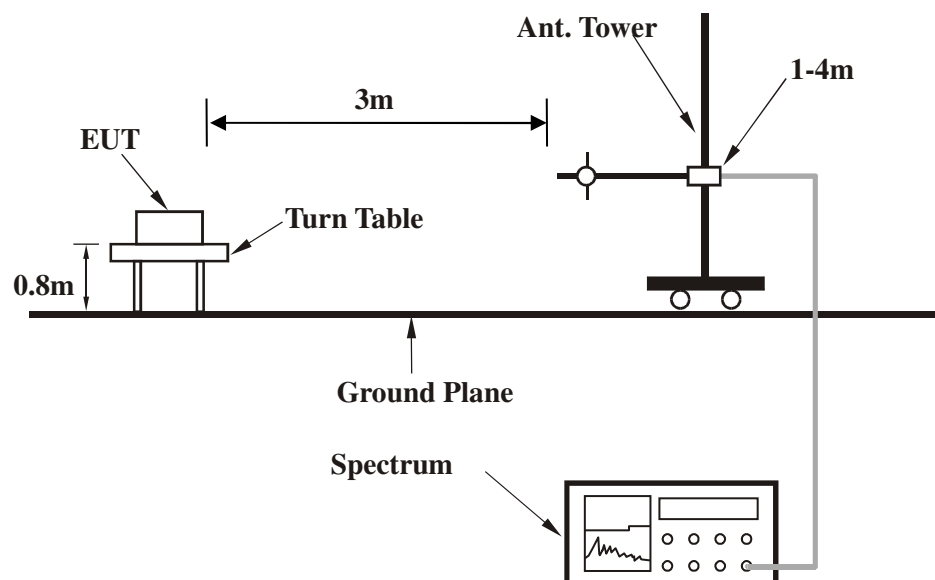 Ant. Tower
1-4m
3m
EUT
Turn Table
0.8m
Ground Plane
Spectrum